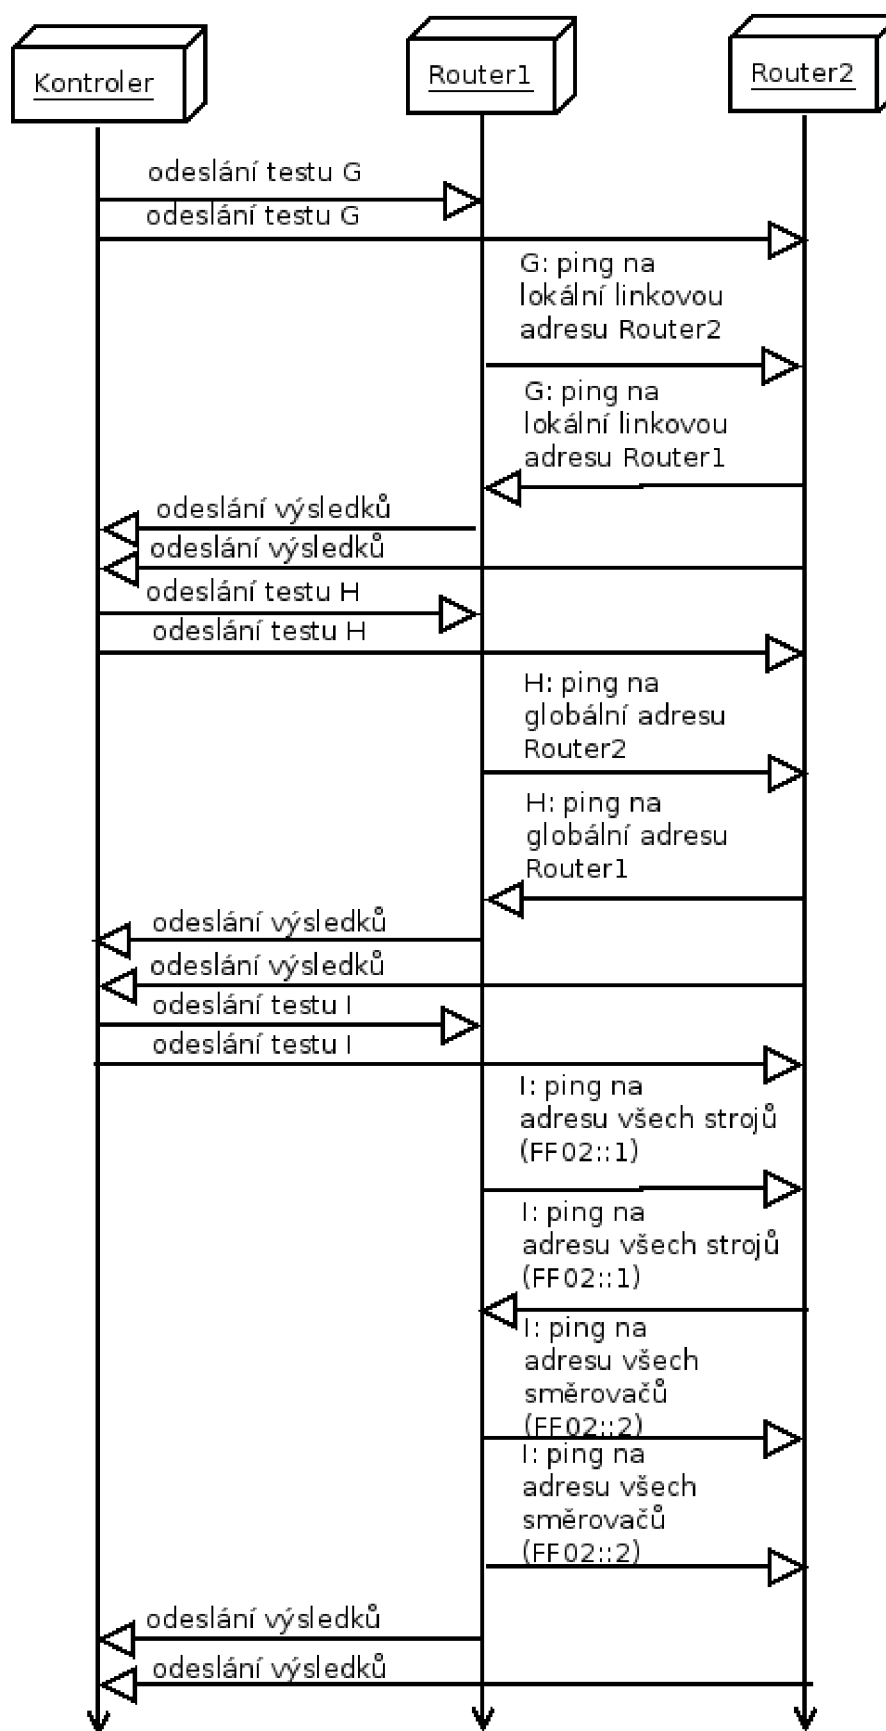 Kontroler
Router1
Router2
odeslání testu G
odeslání testu G
G: ping na
lokální linkovou
adresu Router2
G: ping na
lokální linkovou
adresu Router1
odeslání výsledků
odeslání výsledků
odeslání testu H
odeslání testu H
H: ping na
globální adresu
Router2
H: ping na
globální adresu
Router1
odeslání výsledků
odeslání výsledků
odeslání testu I
odeslání testu I
I: ping na
adresu všech strojů
(FF02::1)
I: ping na
adresu všech strojů
(FF02::1)
I: ping na
adresu všech
směrovačů
(FF02::2)
I: ping na
adresu všech
směrovačů
(FF02::2)
odeslání výsledků
odeslání výsledků